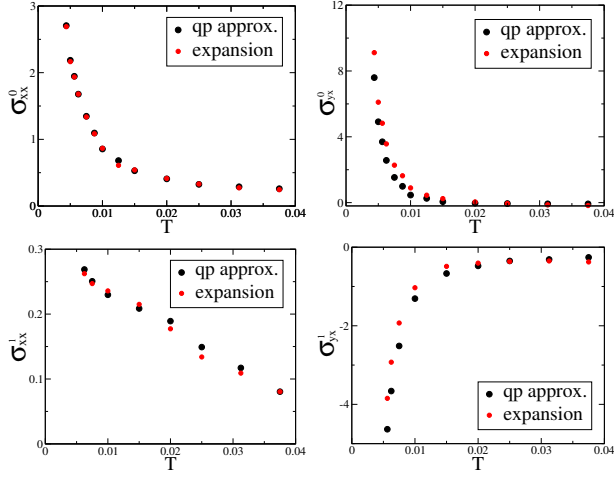 3
2
1
0
0
0.01
0.02
0.03
0.04
T
σ⁰xx
qp approx.
expansion
12
8
4
0
0
0.01
0.02
0.03
0.04
T
σ⁰yx
qp approx.
expansion
0.3
0.2
0.1
0
0
0.01
0.02
0.03
0.04
T
σ¹xx
qp approx.
expansion
0
-2
-4
0
0.01
0.02
0.03
0.04
T
σ¹yx
qp approx.
expansion